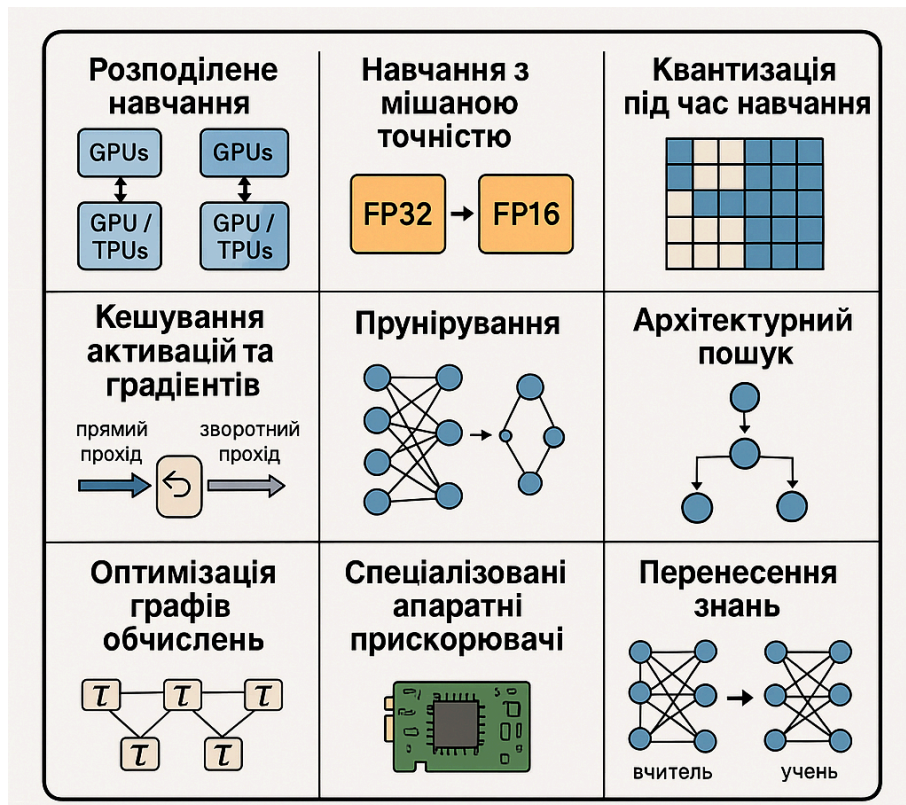 Розподілене
навчання
GPUs
GPUs
GPU /
TPUs
GPU /
TPUs
Навчання з
мішаною
точністю
FP32
FP16
Квантизація
під час навчання
Кешування
активацій та
градієнтів
прямий
прохід
зворотний
прохід
Прунірування
Архітектурний
пошук
Оптимізація
графів
обчислень
τ
τ
τ
τ
τ
Спеціалізовані
апаратні
прискорювачі
Перенесення
знань
вчитель
учень